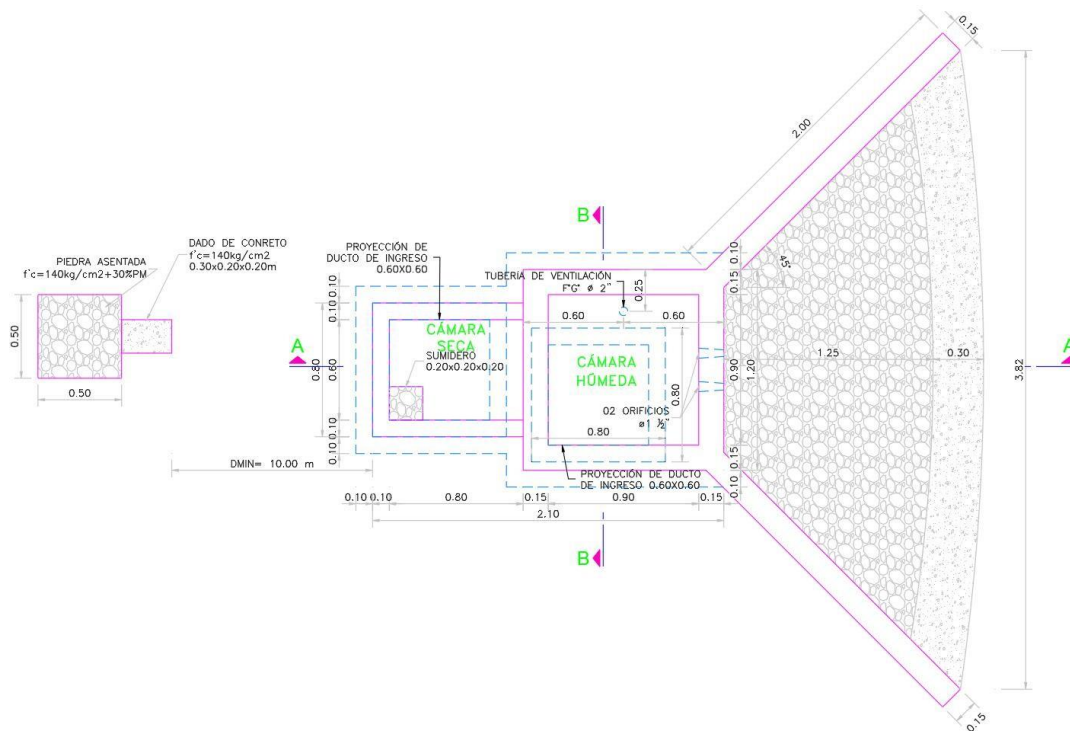 0.15
2.00
3.82
B
0.10
45°
0.15
DADO DE CONRETO
f'c=140kg/cm2
0.30x0.20x0.20m
PIEDRA ASENTADA
f'c=140kg/cm2+30%PM
PROYECCIÓN DE
DUCTO DE INGRESO
0.60X0.60
TUBERÍA DE VENTILACIÓN
F°G° ø 2"
0.25
0.10
0.10
0.60
0.60
0.50
0.50
A
0.80
0.60
CÁMARA
SECA
SUMIDERO
0.20x0.20x0.20
CÁMARA
HÚMEDA
0.80
0.90
1.20
1.25
0.30
A
02 ORIFICIOS
ø1 ½"
0.80
0.10
0.10
0.15
0.10
DMIN= 10.00 m
PROYECCIÓN DE DUCTO
DE INGRESO 0.60X0.60
0.10
0.10
0.80
0.15
0.90
0.15
2.10
B
0.15